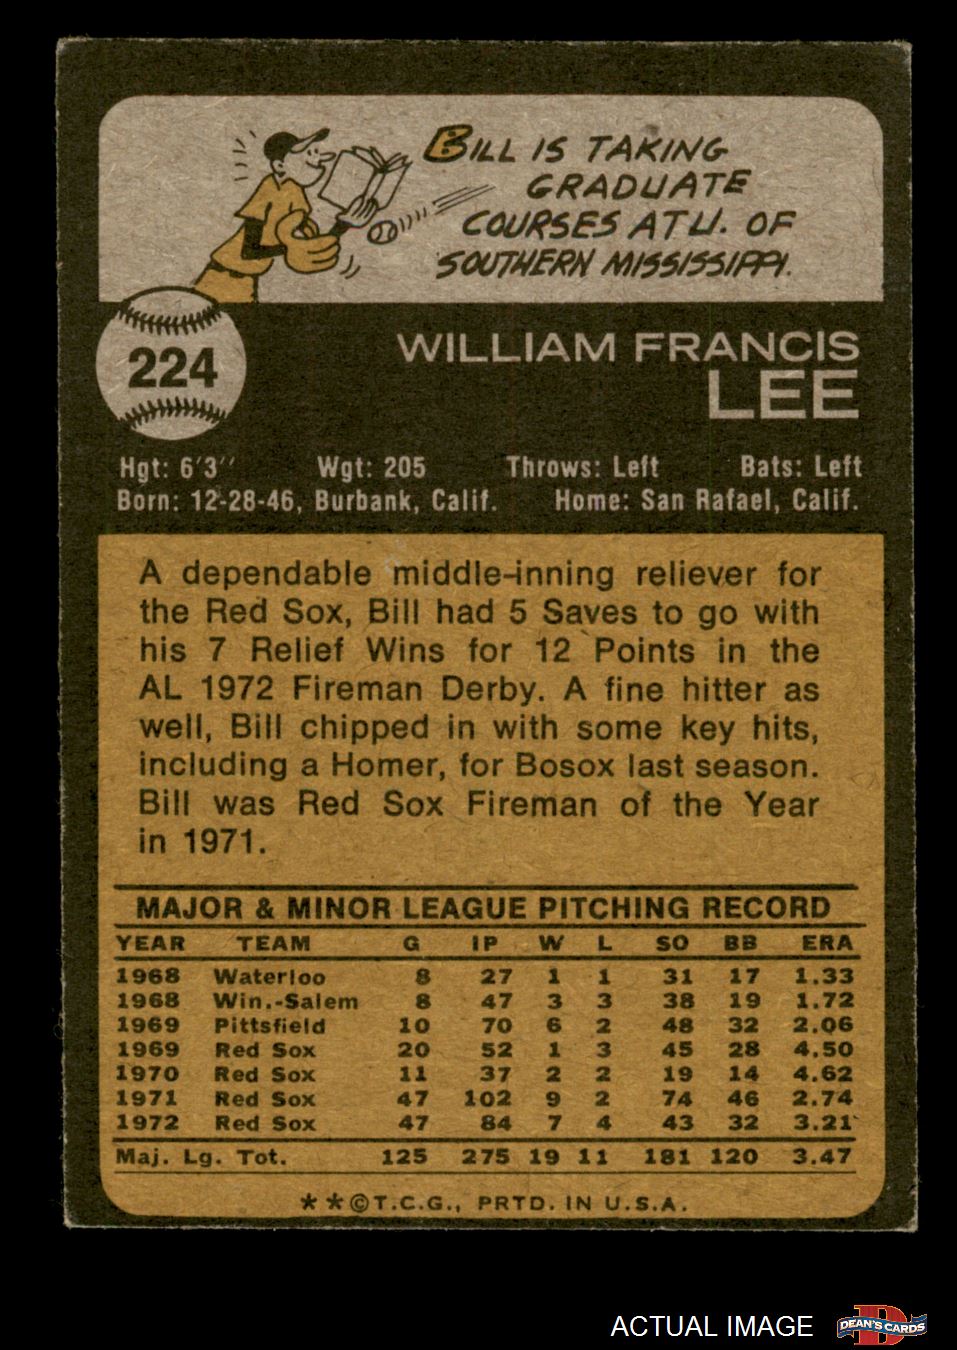 BILL IS TAKING
GRADUATE
COURSES AT U. OF
SOUTHERN MISSISSIPPI.
224
WILLIAM FRANCIS
LEE
Hgt: 6'3" Wgt: 205 Throws: Left Bats: Left
Born: 12-28-46, Burbank, Calif. Home: San Rafael, Calif.
A dependable middle-inning reliever for
the Red Sox, Bill had 5 Saves to go with
his 7 Relief Wins for 12 Points in the
AL 1972 Fireman Derby. A fine hitter as
well, Bill chipped in with some key hits,
including a Homer, for Bosox last season.
Bill was Red Sox Fireman of the Year
in 1971.
MAJOR & MINOR LEAGUE PITCHING RECORD
YEAR TEAM G IP W L SO BB ERA
1968 Waterloo 8 27 1 1 31 17 1.33
1968 Win.-Salem 8 47 3 3 38 19 1.72
1969 Pittsfield 10 70 6 2 48 32 2.06
1969 Red Sox 20 52 1 3 45 28 4.50
1970 Red Sox 11 37 2 2 19 14 4.62
1971 Red Sox 47 102 9 2 74 46 2.74
1972 Red Sox 47 84 7 4 43 32 3.21
Maj. Lg. Tot. 125 275 19 11 181 120 3.47
**©T.C.G., PRTD. IN U.S.A.
ACTUAL IMAGE
D
DEAN'S CARDS